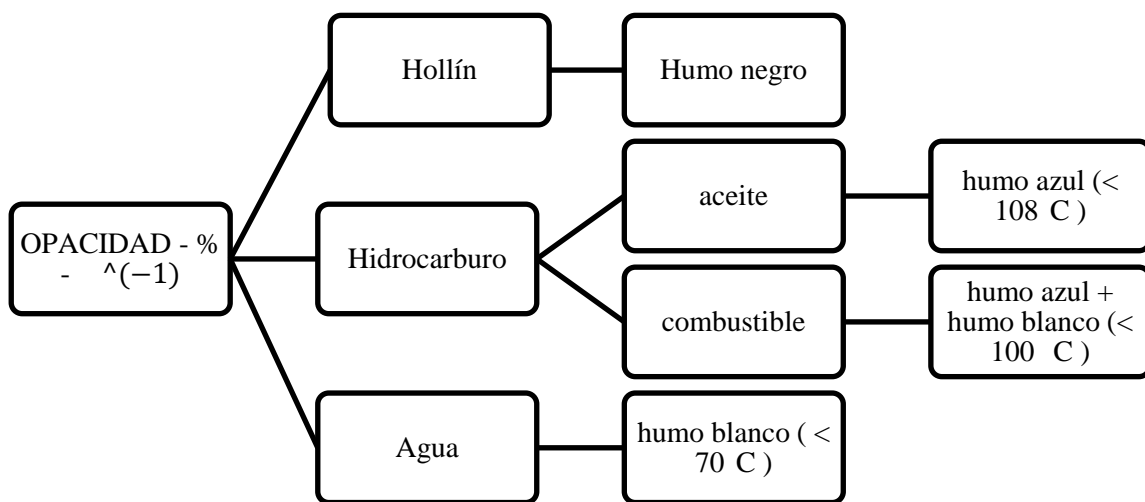 Hollín
Humo negro
aceite
humo azul (<
108 C )
OPACIDAD - %
- ^(−1)
Hidrocarburo
combustible
humo azul +
humo blanco (<
100 C )
Agua
humo blanco ( <
70 C )